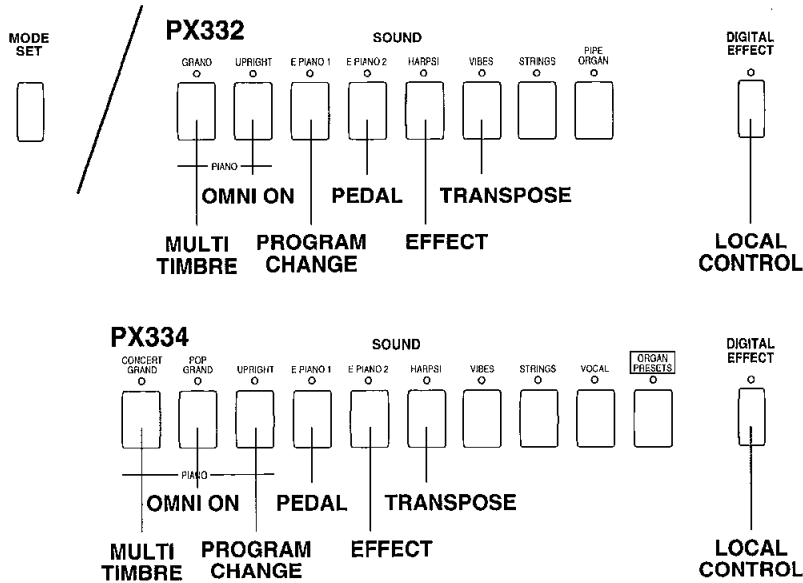 MODE
SET
PX332
SOUND
DIGITAL
EFFECT
GRAND UPRIGHT E PIANO 1 E PIANO 2 HARPSI VIBES STRINGS PIPE
ORGAN
PIANO
OMNI ON PEDAL TRANSPOSE
MULTI
TIMBRE
PROGRAM
CHANGE
EFFECT
LOCAL
CONTROL
PX334
SOUND
DIGITAL
EFFECT
CONCERT
GRAND
POP
GRAND
UPRIGHT E PIANO 1 E PIANO 2 HARPSI VIBES STRINGS VOCAL
ORGAN
PRESETS
PIANO
OMNI ON PEDAL TRANSPOSE
MULTI
TIMBRE
PROGRAM
CHANGE
EFFECT
LOCAL
CONTROL